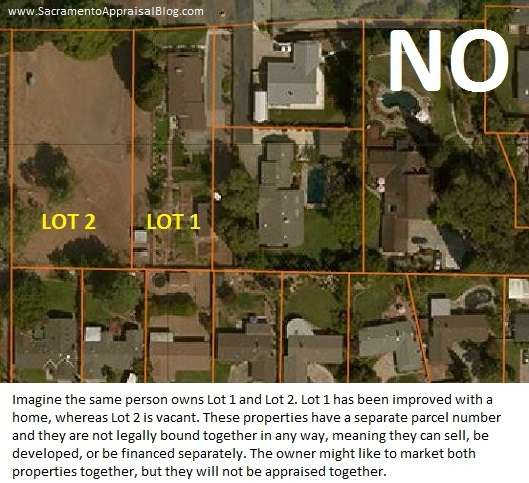 www.SacramentoAppraisalBlog.com
NO
LOT 2
LOT 1
Imagine the same person owns Lot 1 and Lot 2. Lot 1 has been improved with a
home, whereas Lot 2 is vacant. These properties have a separate parcel number
and they are not legally bound together in any way, meaning they can sell, be
developed, or be financed separately. The owner might like to market both
properties together, but they will not be appraised together.